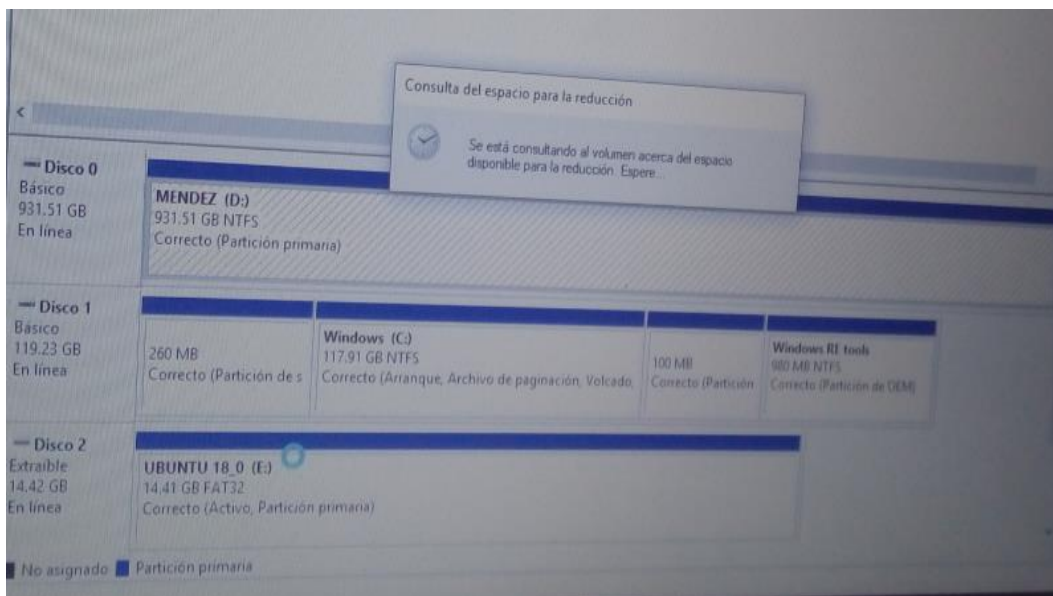 Consulta del espacio para la reducción
Se está consultando al volumen acerca del espacio
disponible para la reducción. Espere...
Disco 0
Básico
931.51 GB
En línea
MENDEZ (D:)
931.51 GB NTFS
Correcto (Partición primaria)
Disco 1
Básico
119.23 GB
En línea
260 MB
Correcto (Partición de s
Windows (C:)
117.91 GB NTFS
Correcto (Arranque, Archivo de paginación, Volcado,
100 MB
Correcto (Partición
Windows RE tools
980 MB NTFS
Correcto (Partición de OEM)
Disco 2
Extraíble
14.42 GB
En línea
UBUNTU 18_0 (E:)
14.41 GB FAT32
Correcto (Activo, Partición primaria)
No asignado Partición primaria